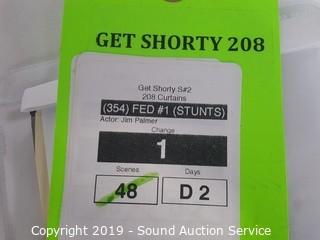 GET SHORTY 208
Get Shorty S#2
208 Curtains
(354) FED #1 (STUNTS)
Actor: Jim Palmer
Change
1
Scenes Days
48 D 2
Copyright 2019 - Sound Auction Service